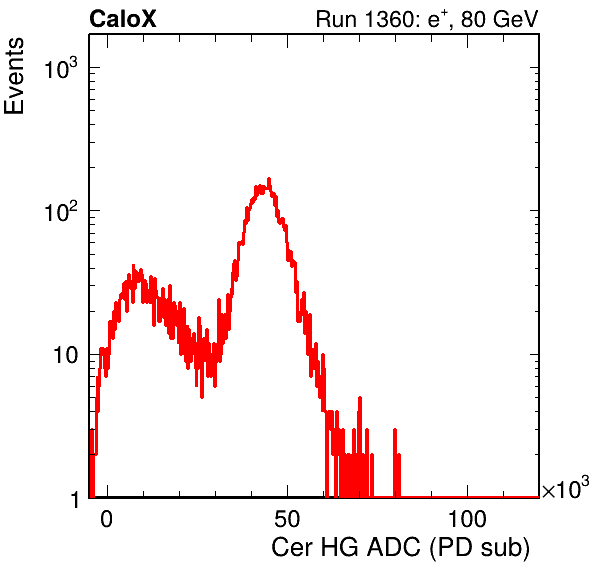 CaloX Run 1360: e⁺, 80 GeV
Events
10³
10²
10
1
0 50 100 ×10³
Cer HG ADC (PD sub)